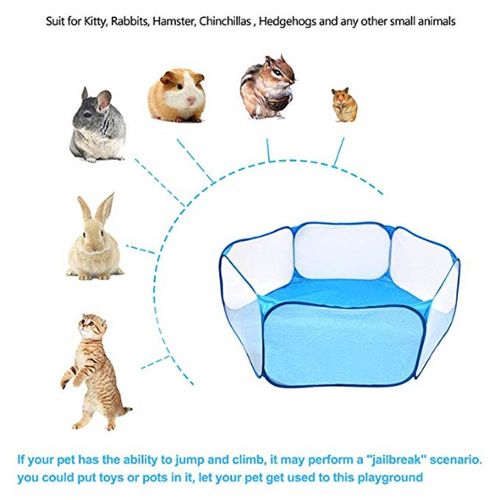 Suit for Kitty, Rabbits, Hamster, Chinchillas , Hedgehogs and any other small animals
If your pet has the ability to jump and climb, it may perform a "jailbreak" scenario.
you could put toys or pots in it, let your pet get used to this playground